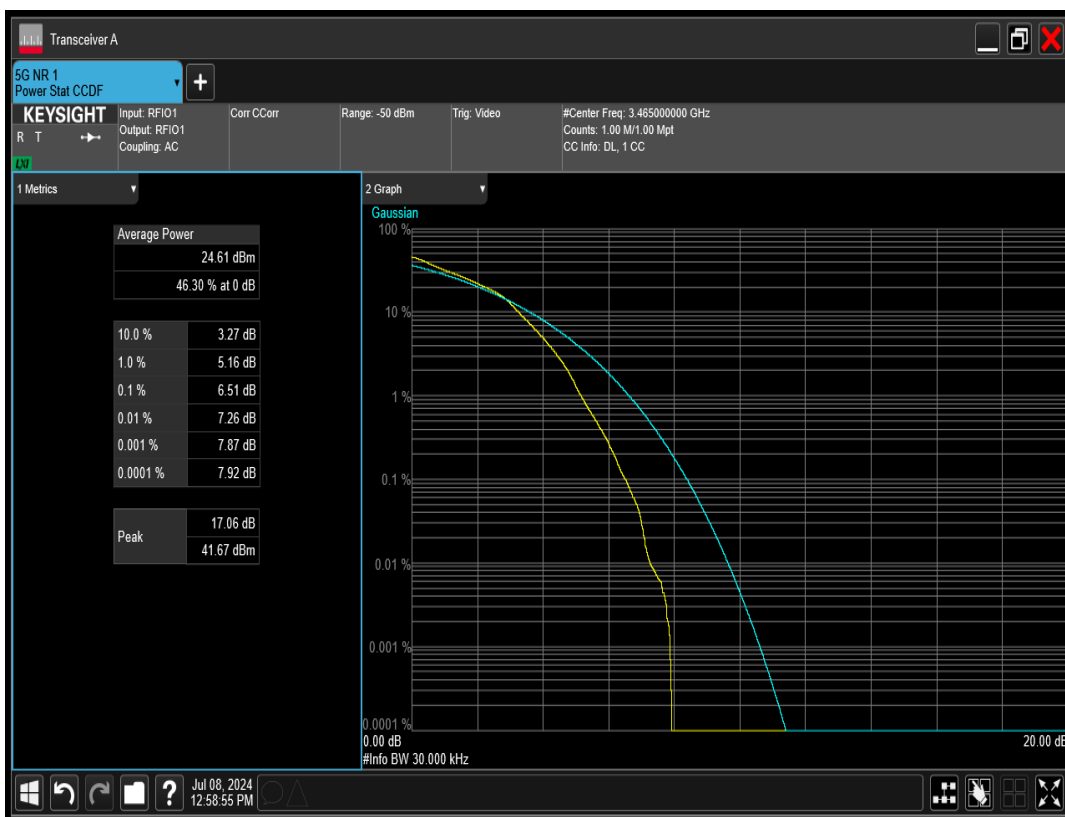 Transceiver A
5G NR 1
Power Stat CCDF
+
KEYSIGHT
R T
LXI
Input: RFIO1
Output: RFIO1
Coupling: AC
Corr CCorr
Range: -50 dBm
Trig: Video
#Center Freq: 3.465000000 GHz
Counts: 1.00 M/1.00 Mpt
CC Info: DL, 1 CC
1 Metrics
Average Power
24.61 dBm
46.30 % at 0 dB
10.0 % 3.27 dB
1.0 % 5.16 dB
0.1 % 6.51 dB
0.01 % 7.26 dB
0.001 % 7.87 dB
0.0001 % 7.92 dB
Peak 17.06 dB
41.67 dBm
2 Graph
Gaussian
100 %
10 %
1 %
0.1 %
0.01 %
0.001 %
0.0001 %
0.00 dB
20.00 dB
#Info BW 30.000 kHz
?
Jul 08, 2024
12:58:55 PM